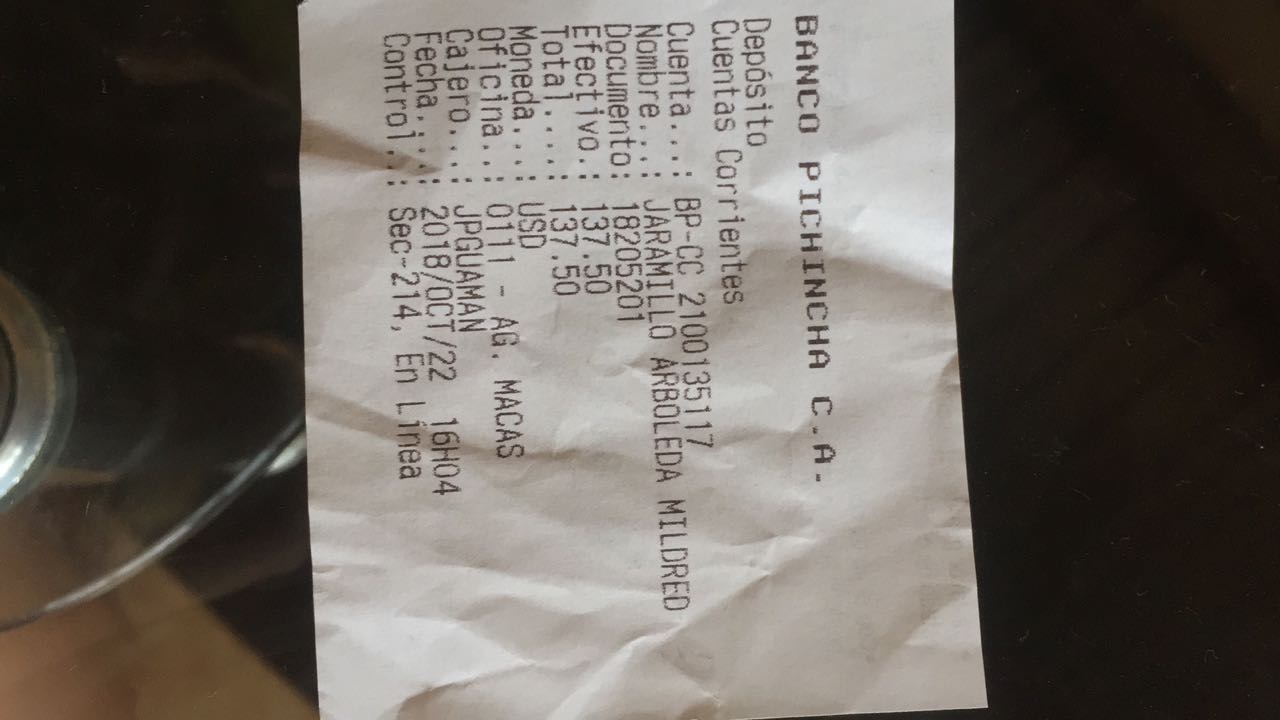 BANCO PICHINCHA C.A.
Depósito
Cuentas Corrientes
Cuenta...: BP-CC 2100135117
Nombre...: JARAMILLO ARBOLEDA MILDRED
Documento: 18205201
Efectivo.: 137.50
Total....: 137.50
Moneda...: USD
Oficina..: 0111 - AG. MACAS
Cajero...: JPGUAMAN
Fecha....: 2018/OCT/22 16H04
Control..: Sec-214, En Línea